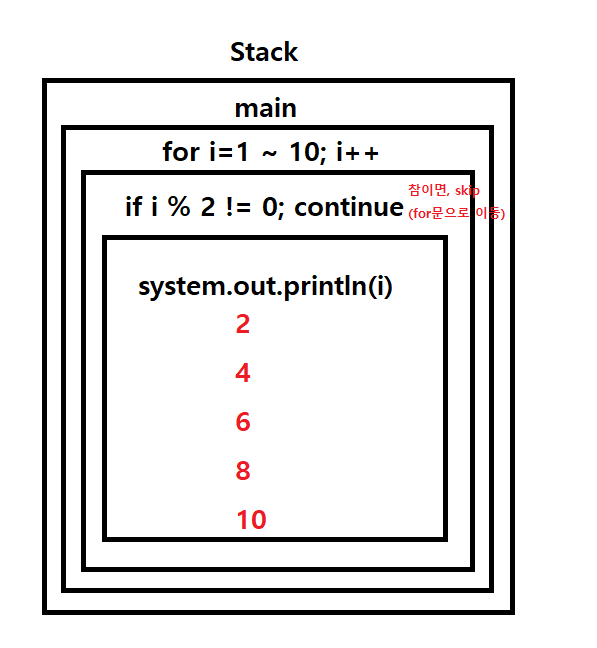 Stack
main
for i=1 ~ 10; i++
참이면, skip
if i % 2 != 0; continue (for문으로 이동)
system.out.println(i)
2
4
6
8
10